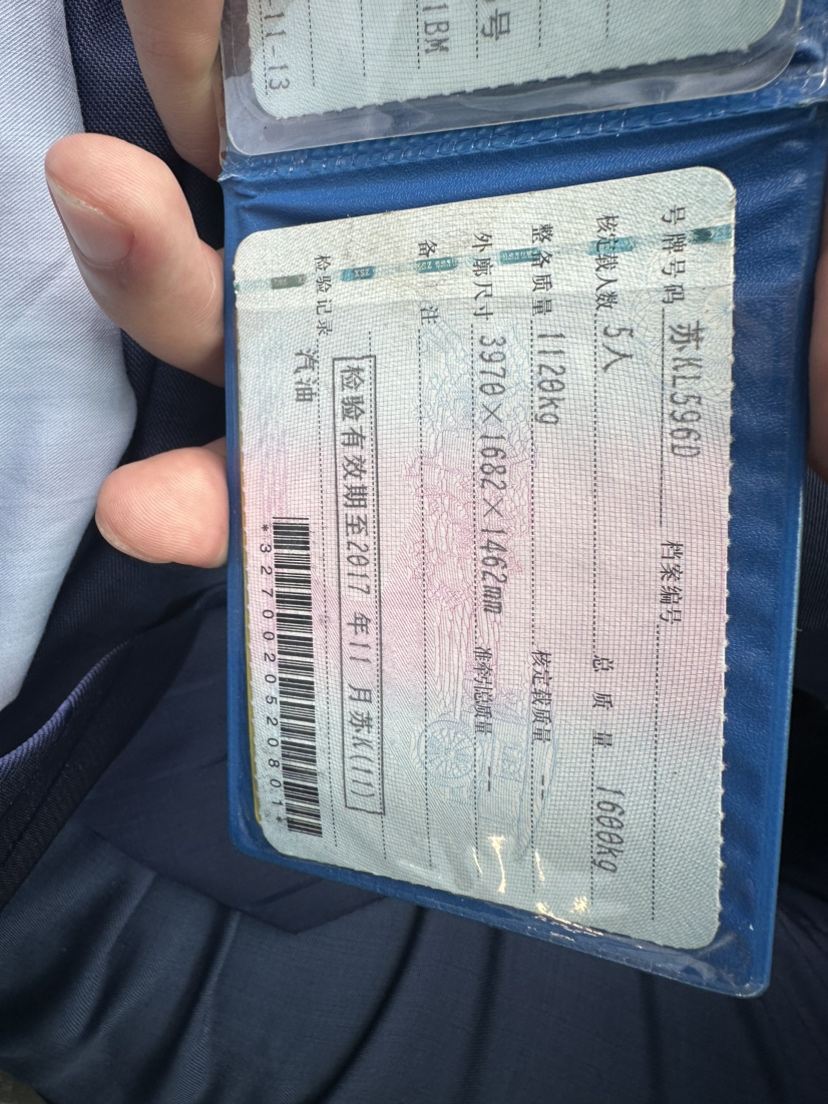 号
1BM
-11-13
号牌号码 苏KL596D 档案编号
核定载人数 5人 总质量 1600kg
整备质量 1120kg 核定载质量 --
外廓尺寸 3970×1682×1462mm 准牵引总质量 --
备注
检验有效期至2017 年11 月苏K(11)
检验记录
汽油
*3270020520801*